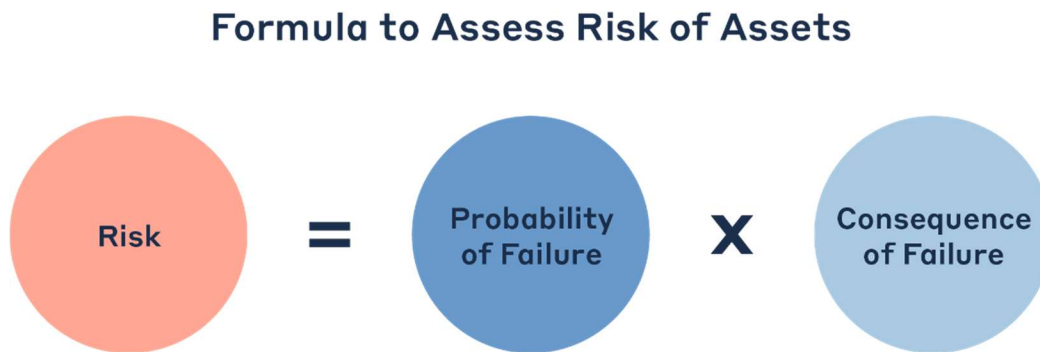 Formula to Assess Risk of Assets
Risk
=
Probability
of Failure
x
Consequence
of Failure